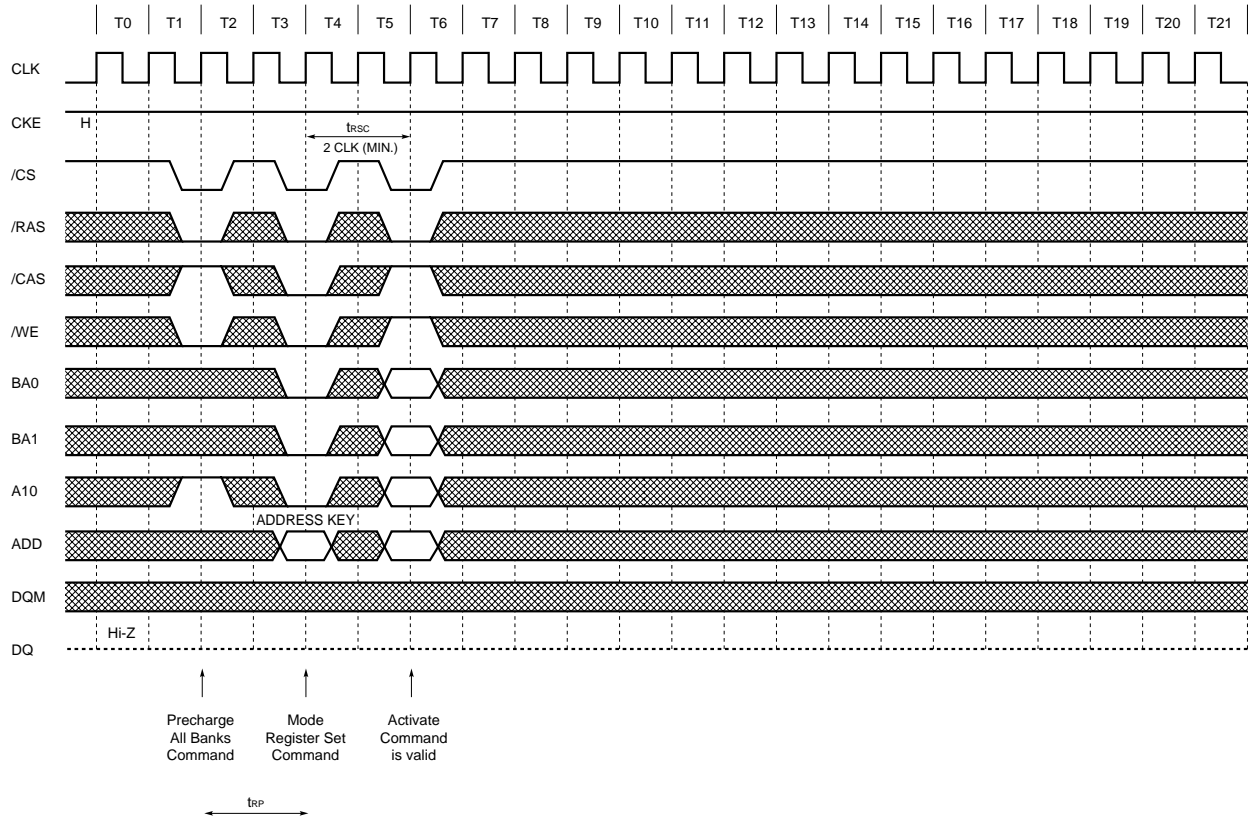 T0 T1 T2 T3 T4 T5 T6 T7 T8 T9 T10 T11 T12 T13 T14 T15 T16 T17 T18 T19 T20 T21
CLK
CKE H
tRSC
2 CLK (MIN.)
/CS
/RAS
/CAS
/WE
BA0
BA1
A10
ADDRESS KEY
ADD
DQM
Hi-Z
DQ
Precharge
All Banks
Command
Mode
Register Set
Command
Activate
Command
is valid
tRP